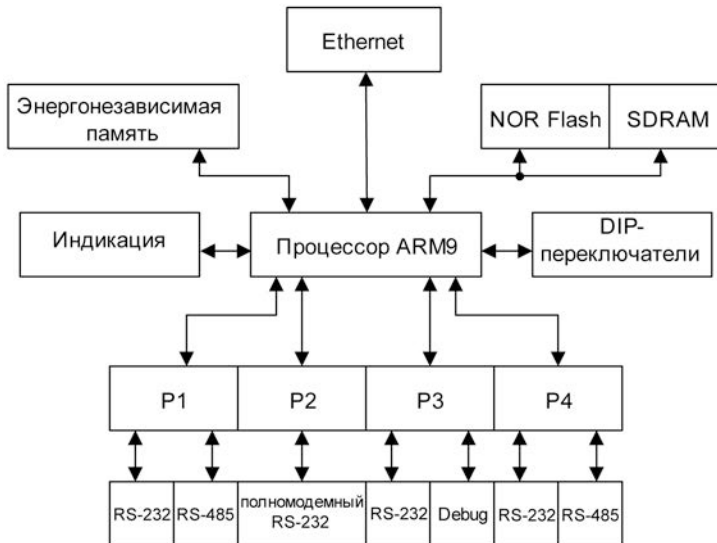 Ethernet
Энергонезависимая
память
NOR Flash
SDRAM
Индикация
Процессор ARM9
DIP-
переключатели
P1
P2
P3
P4
RS-232
RS-485
полномодемный
RS-232
RS-232
Debug
RS-232
RS-485